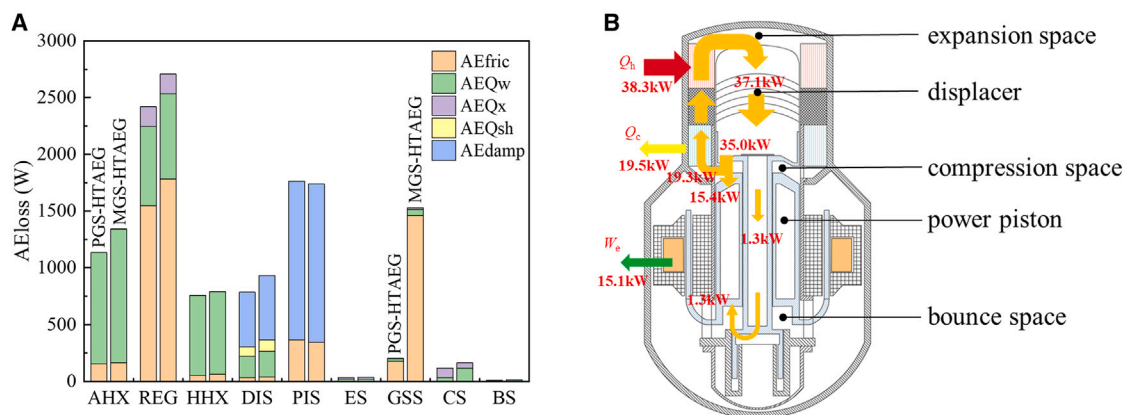 A
AEloss (W)
3000
2500
2000
1500
1000
500
0
AEfric
AEQw
AEQx
AEQsh
AEdamp
PGS-HTAEG
MGS-HTAEG
PGS-HTAEG
MGS-HTAEG
AHX REG HHX DIS PIS ES GSS CS BS
B
Qh
38.3kW
37.1kW
Qc
19.5kW
35.0kW
19.3kW
15.4kW
1.3kW
We
15.1kW
1.3kW
expansion space
displacer
compression space
power piston
bounce space